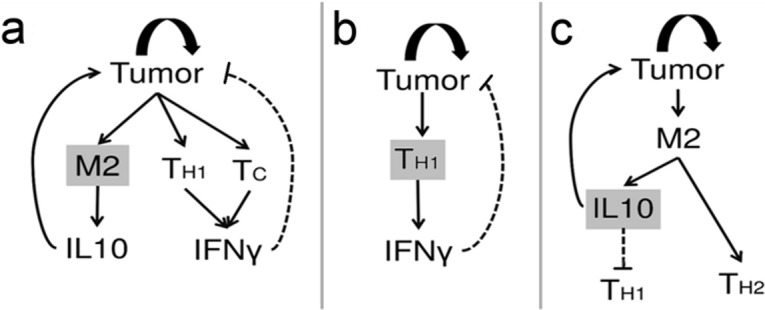 a
Tumor
M2 TH1 TC
IL10 IFNγ
b
Tumor
TH1
IFNγ
c
Tumor
M2
IL10
TH1 TH2